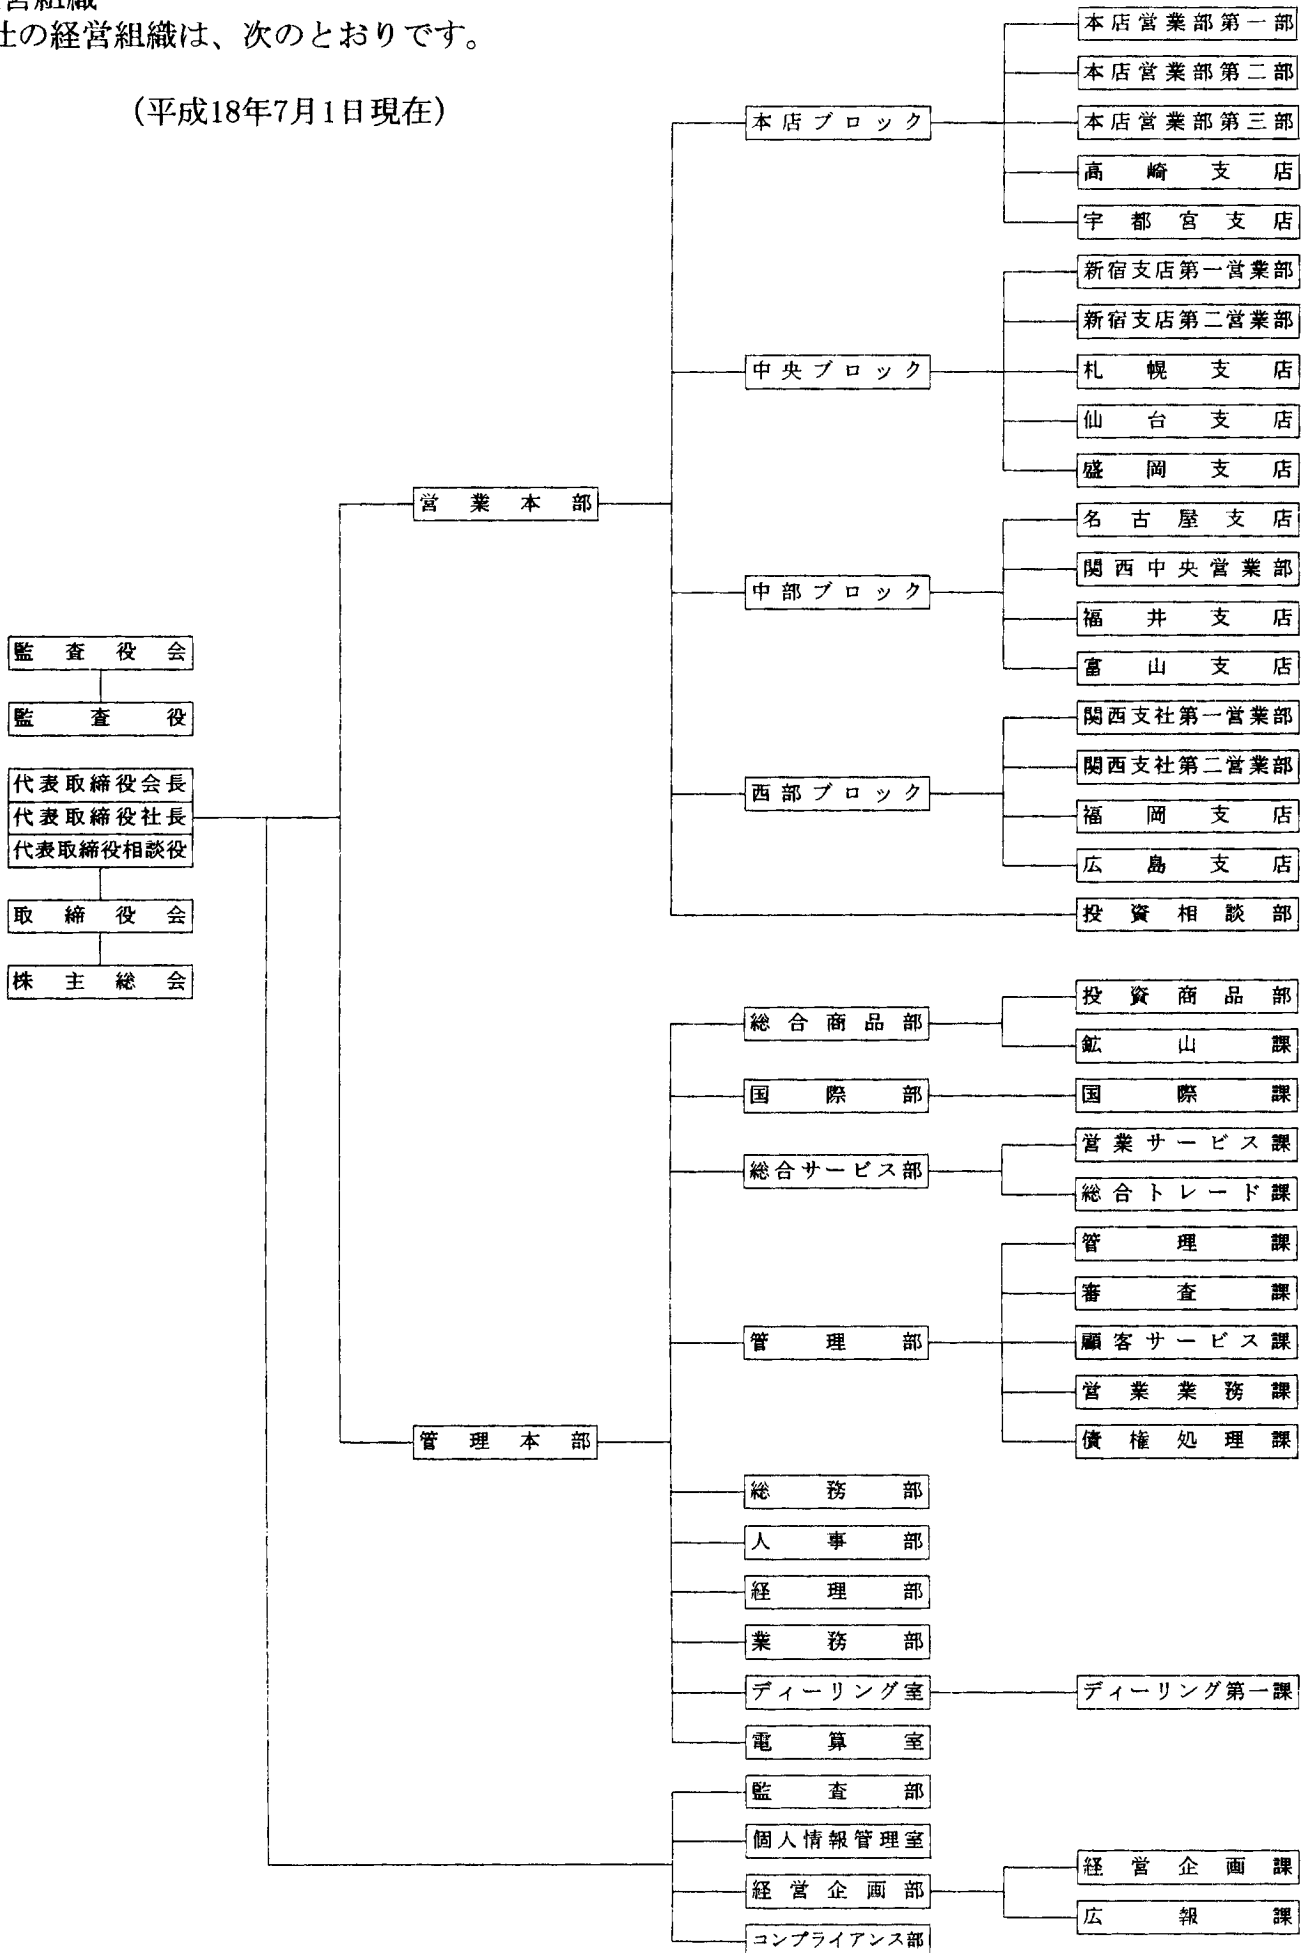 営組織
社の経営組織は、次のとおりです。
(平成18年7月1日現在)
監査役会
監査役
代表取締役会長
代表取締役社長
代表取締役相談役
取締役会
株主総会
営業本部
本店ブロック
本店営業部第一部
本店営業部第二部
本店営業部第三部
高崎支店
宇都宮支店
中央ブロック
新宿支店第一営業部
新宿支店第二営業部
札幌支店
仙台支店
盛岡支店
中部ブロック
名古屋支店
関西中央営業部
福井支店
富山支店
西部ブロック
関西支社第一営業部
関西支社第二営業部
福岡支店
広島支店
投資相談部
管理本部
総合商品部
投資商品部
鉱山課
国際部
国際課
総合サービス部
営業サービス課
総合トレード課
管理部
管理課
審査課
顧客サービス課
営業業務課
債権処理課
総務部
人事部
経理部
業務部
ディーリング室
ディーリング第一課
電算室
監査部
個人情報管理室
経営企画部
経営企画課
広報課
コンプライアンス部